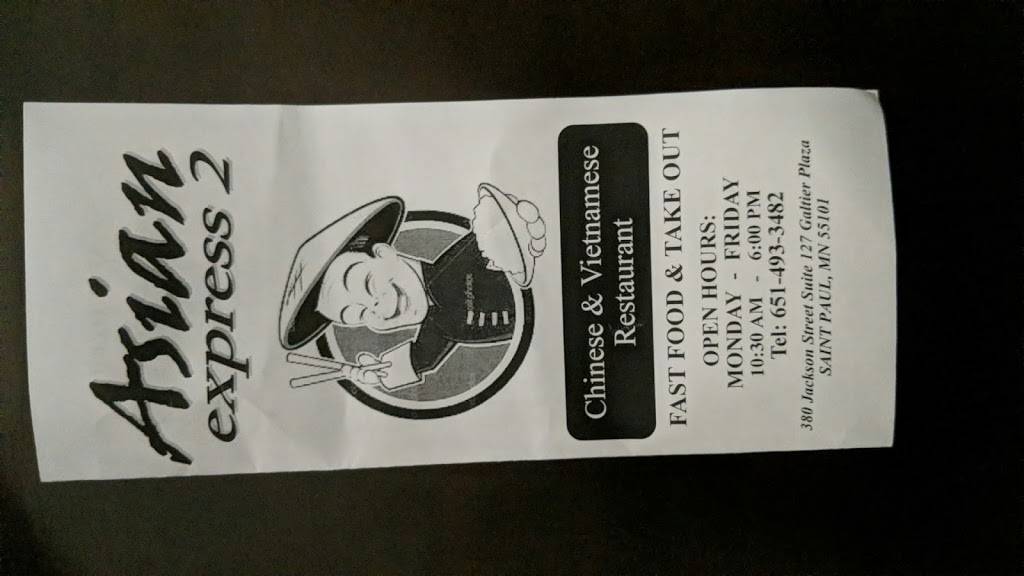 Asian
express 2
Chinese & Vietnamese
Restaurant
FAST FOOD & TAKE OUT
OPEN HOURS:
MONDAY - FRIDAY
10:30 AM - 6:00 PM
Tel: 651-493-3482
380 Jackson Street Suite 127 Galtier Plaza
SAINT PAUL, MN 55101